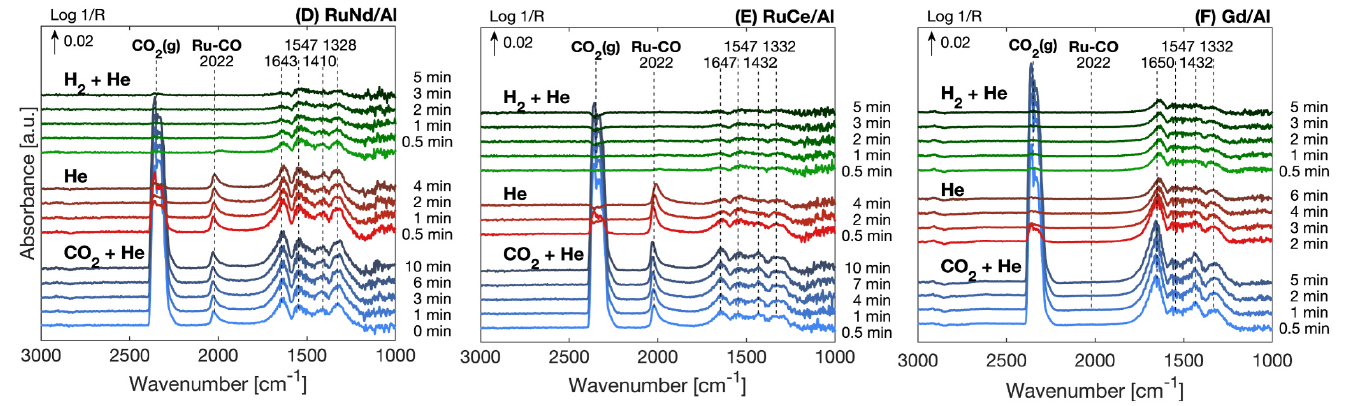 Log 1/R
(D) RuNd/Al
0.02
CO2(g)
Ru-CO
2022
1547
1328
1643
1410
H2 + He
5 min
3 min
2 min
1 min
0.5 min
He
4 min
2 min
1 min
0.5 min
CO2 + He
10 min
6 min
3 min
1 min
0 min
Absorbance [a.u.]
3000
2500
2000
1500
1000
Wavenumber [cm-1]
Log 1/R
(E) RuCe/Al
0.02
CO2(g)
Ru-CO
2022
1547
1332
1647
1432
H2 + He
5 min
3 min
2 min
1 min
0.5 min
He
4 min
2 min
0.5 min
CO2 + He
10 min
7 min
4 min
1 min
0.5 min
3000
2500
2000
1500
1000
Wavenumber [cm-1]
Log 1/R
(F) Gd/Al
0.02
CO2(g)
Ru-CO
2022
1547
1332
1650
1432
H2 + He
5 min
3 min
2 min
1 min
0.5 min
He
6 min
4 min
3 min
2 min
CO2 + He
5 min
2 min
1 min
0.5 min
3000
2500
2000
1500
1000
Wavenumber [cm-1]